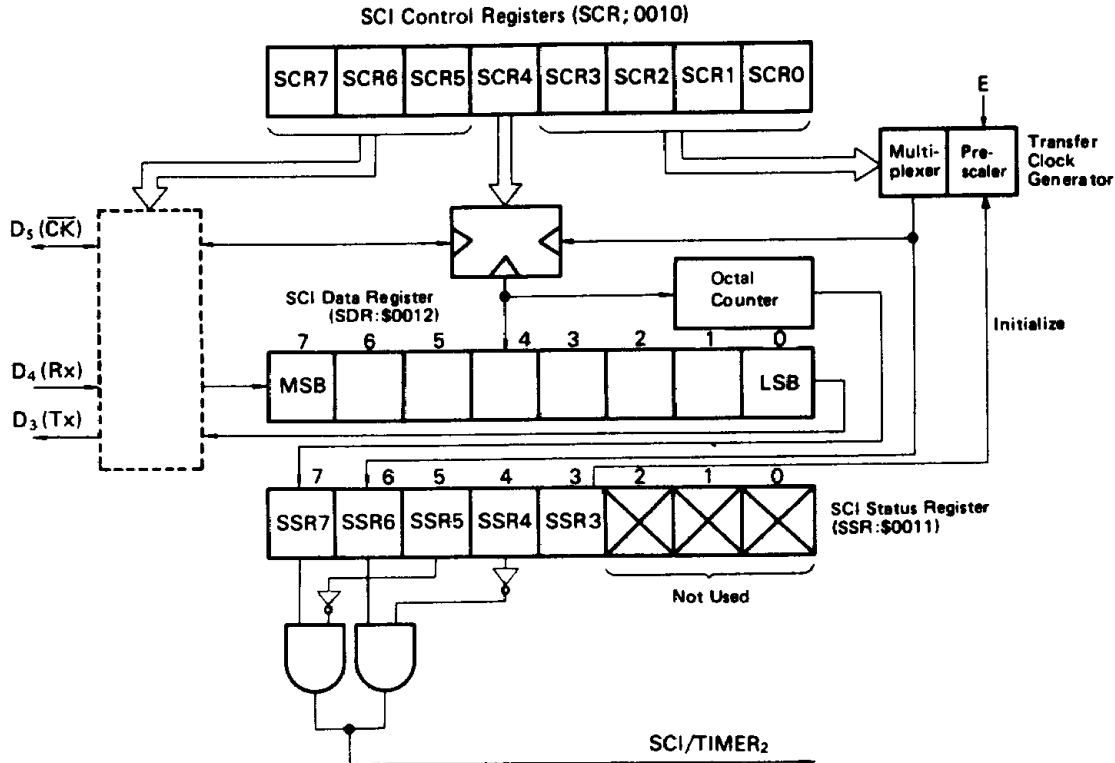 SCI Control Registers (SCR; 0010)
SCR7 SCR6 SCR5 SCR4 SCR3 SCR2 SCR1 SCR0
E
Multi-
plexer
Pre-
scaler
Transfer
Clock
Generator
D5 (CK)
Octal
Counter
SCI Data Register
(SDR:$0012)
Initialize
7 6 5 4 3 2 1 0
D4 (Rx)
MSB LSB
D3 (Tx)
7 6 5 4 3 2 1 0
SSR7 SSR6 SSR5 SSR4 SSR3
SCI Status Register
(SSR:$0011)
Not Used
SCI/TIMER2